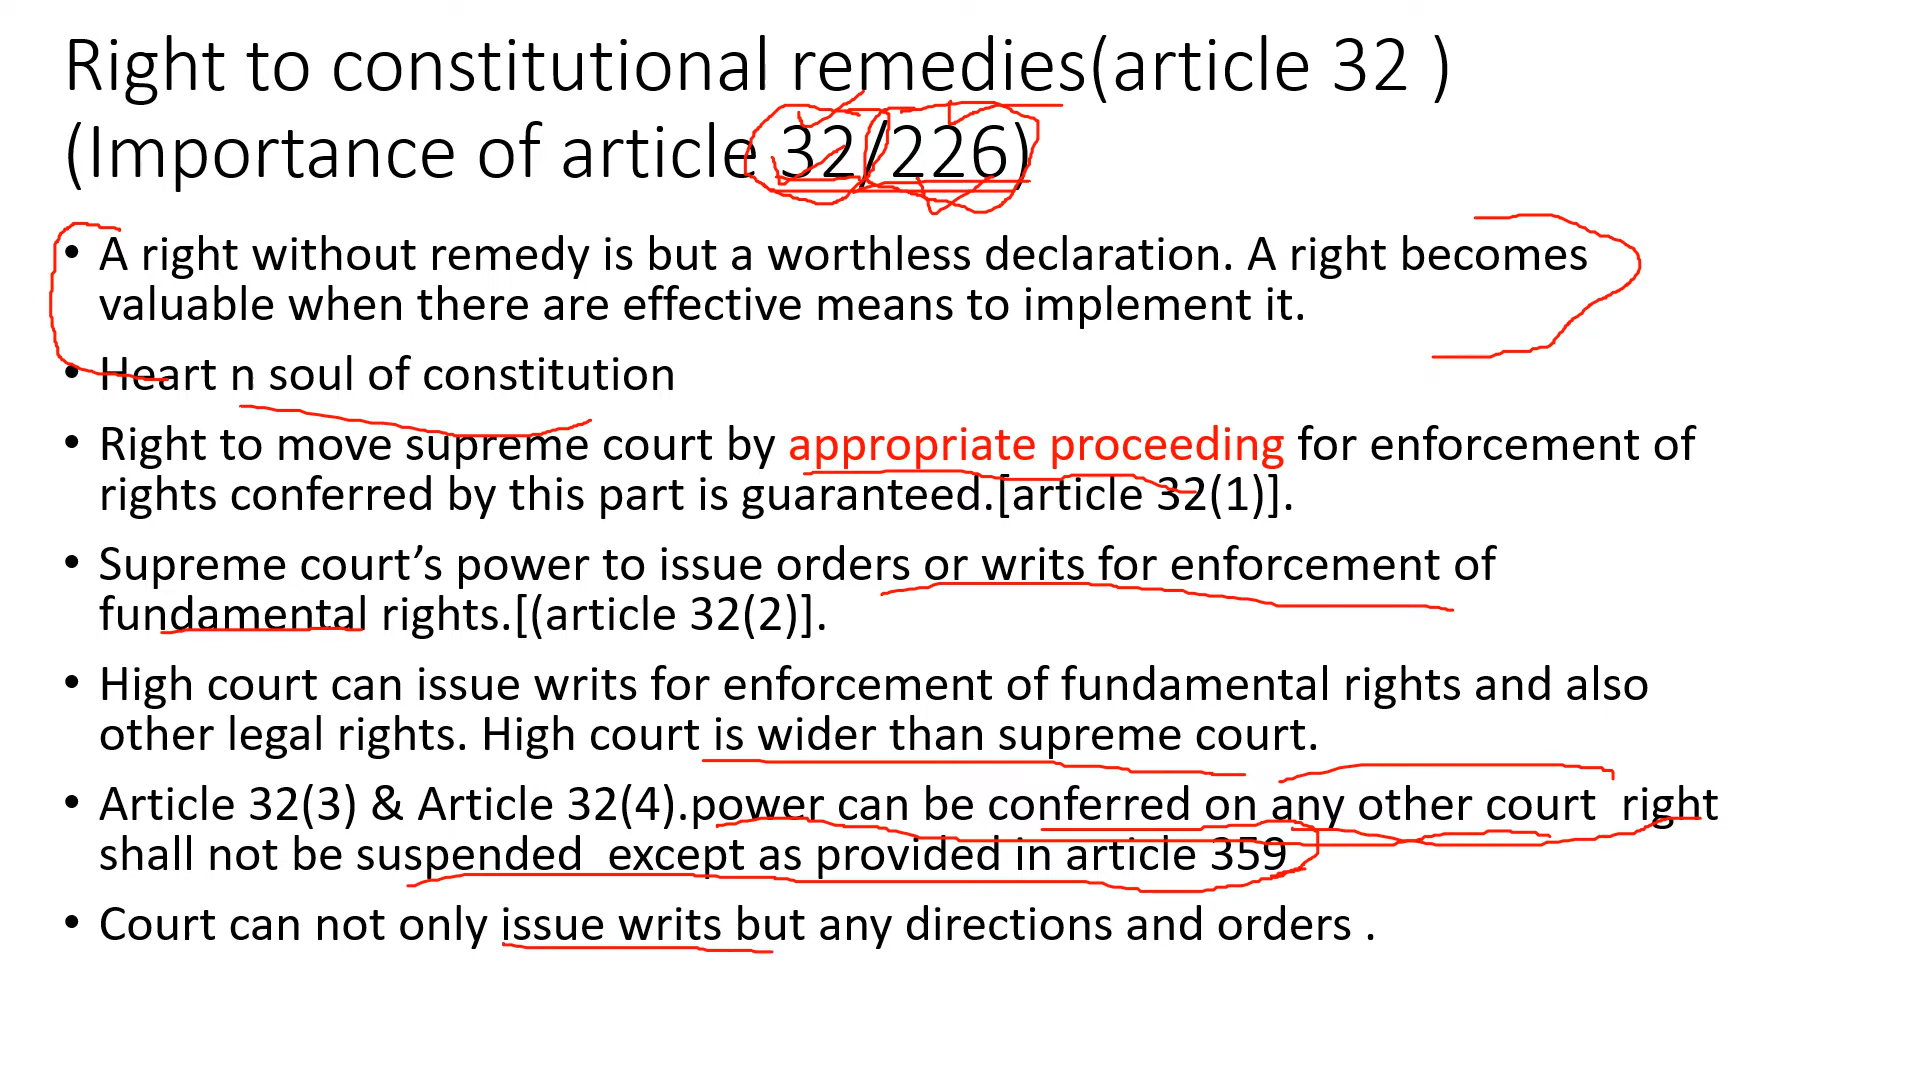 Right to constitutional remedies(article 32 )
(Importance of article 32/226)
• A right without remedy is but a worthless declaration. A right becomes
valuable when there are effective means to implement it.
• Heart n soul of constitution
• Right to move supreme court by appropriate proceeding for enforcement of
rights conferred by this part is guaranteed.[article 32(1)].
• Supreme court’s power to issue orders or writs for enforcement of
fundamental rights.[(article 32(2)].
• High court can issue writs for enforcement of fundamental rights and also
other legal rights. High court is wider than supreme court.
• Article 32(3) & Article 32(4).power can be conferred on any other court  right
shall not be suspended  except as provided in article 359
• Court can not only issue writs but any directions and orders .